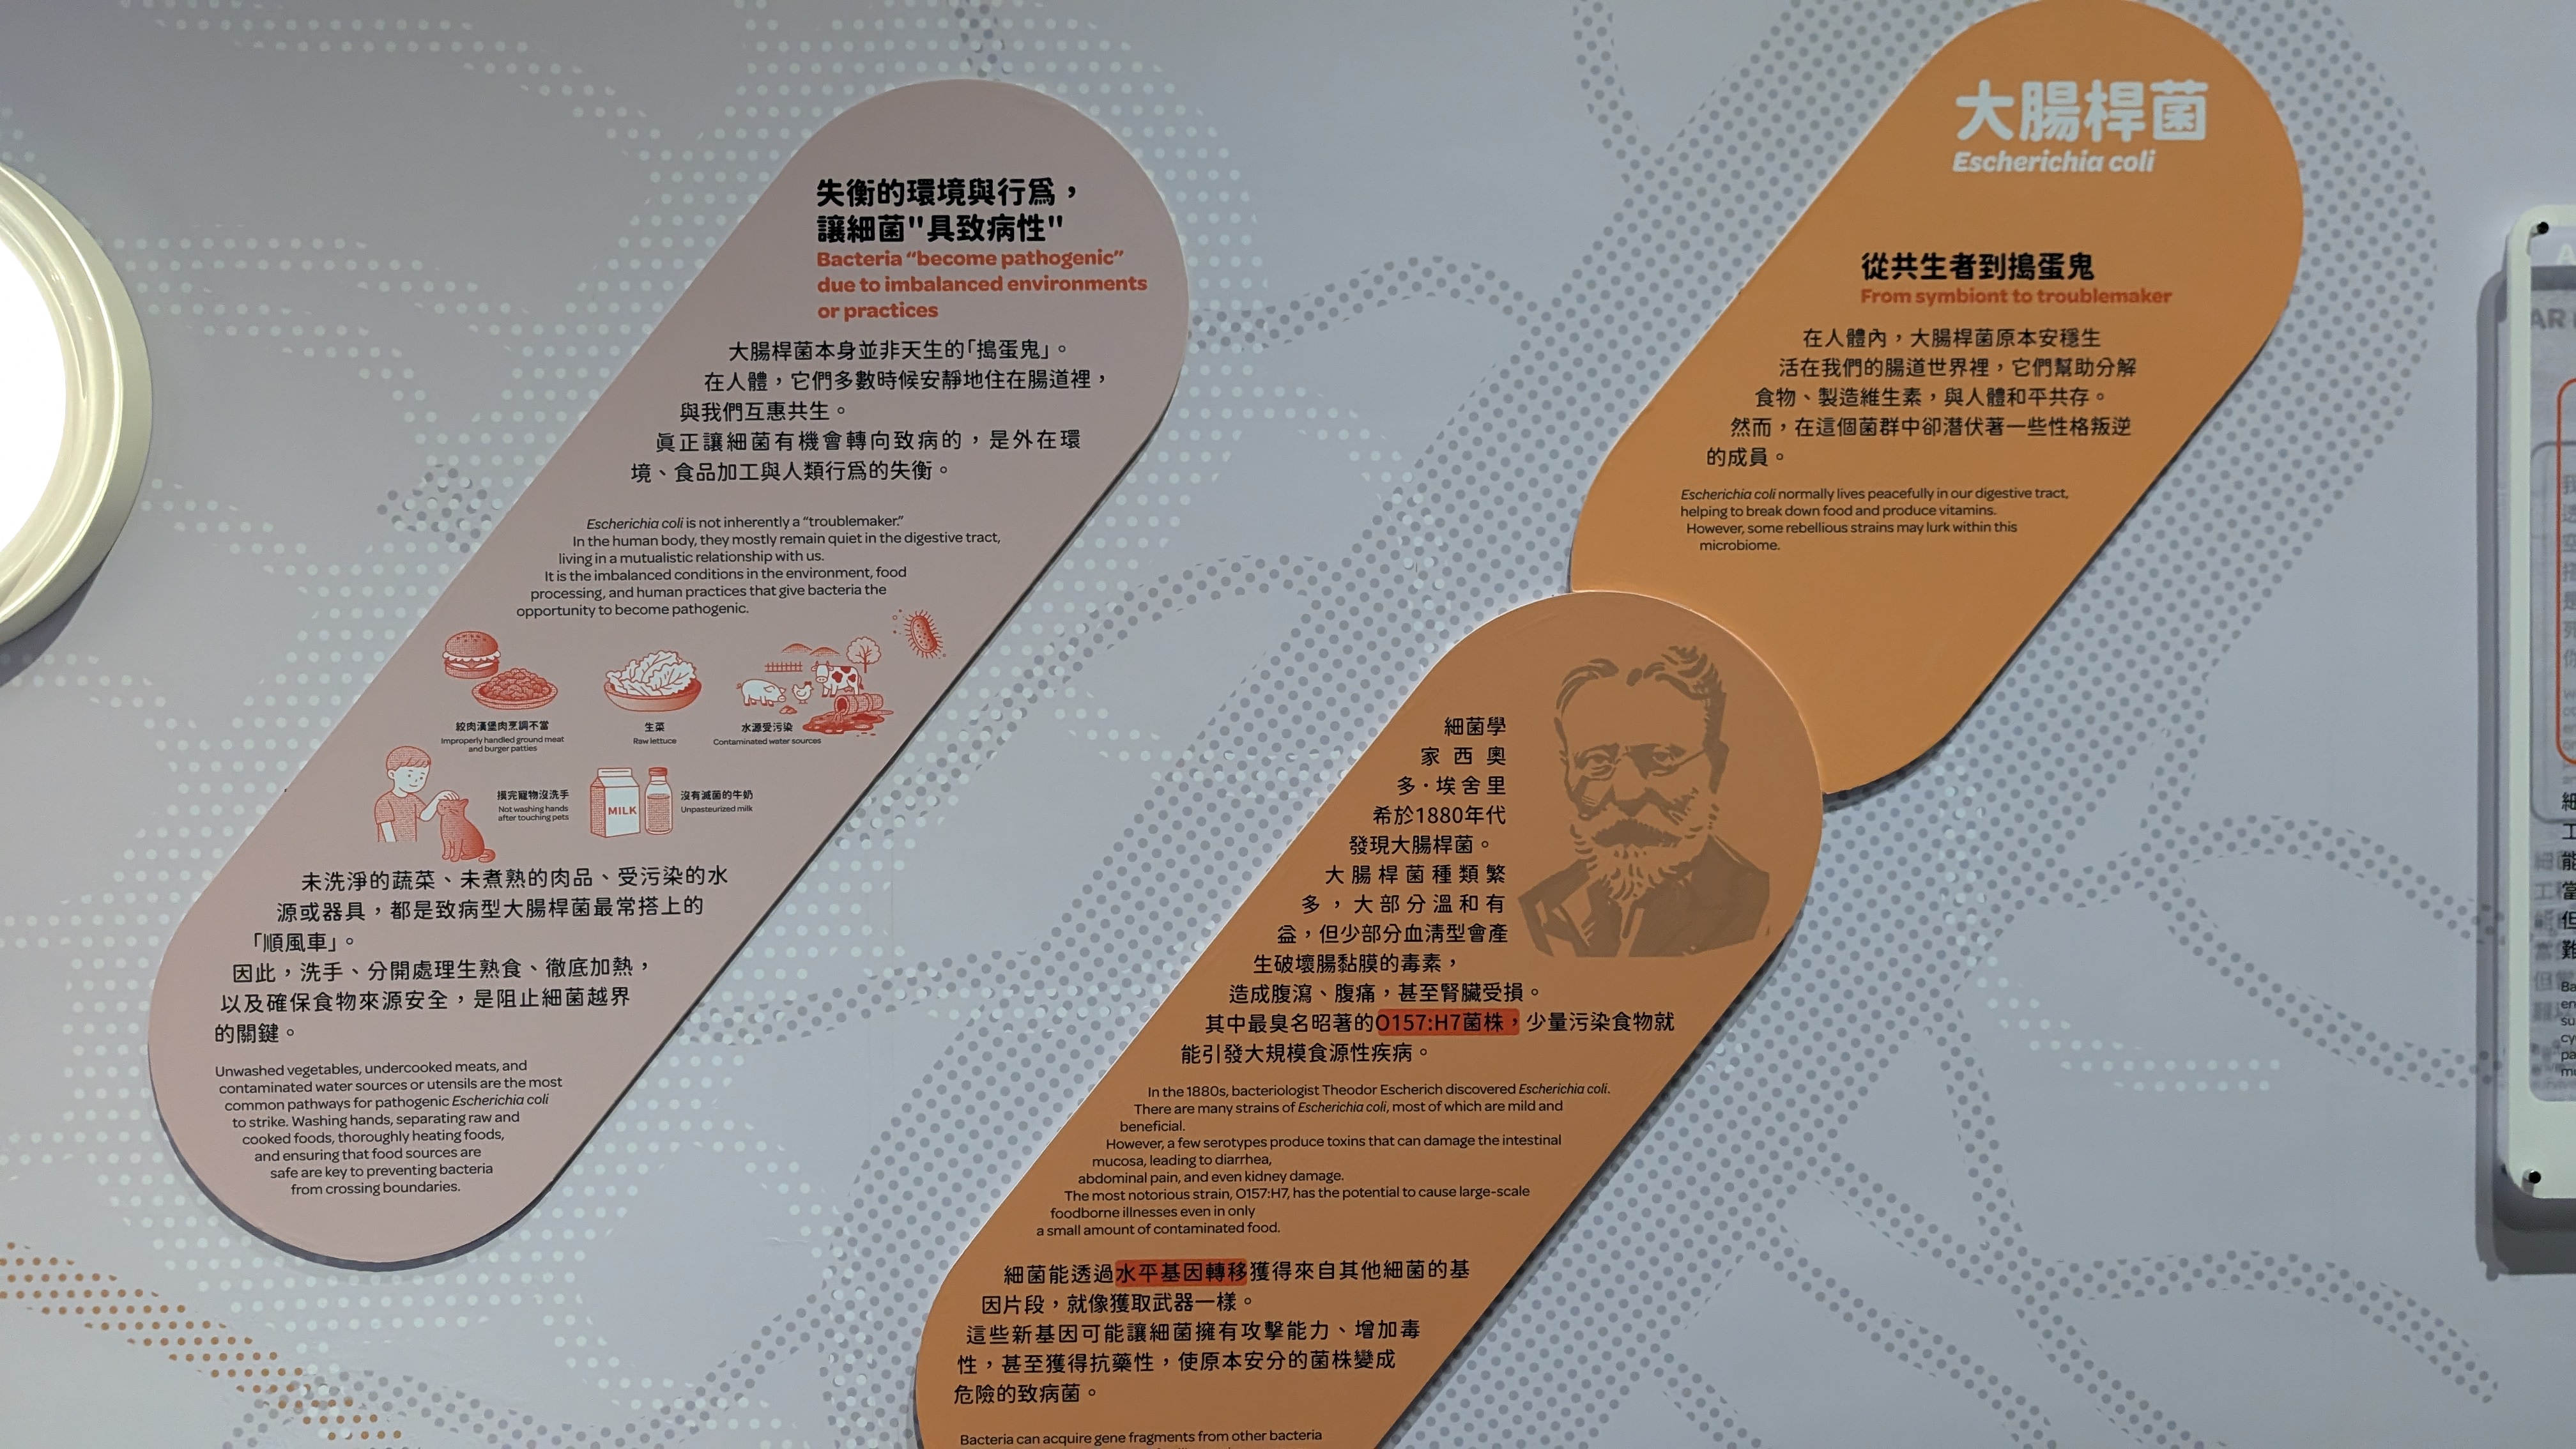 失衡的環境與行爲，
讓細菌"具致病性"
Bacteria “become pathogenic”
due to imbalanced environments
or practices
大腸桿菌本身並非天生的「搗蛋鬼」。
在人體，它們多數時候安靜地住在腸道裡，
與我們互惠共生。
眞正讓細菌有機會轉向致病的，是外在環
境、食品加工與人類行爲的失衡。
Escherichia coli is not inherently a “troublemaker.”
In the human body, they mostly remain quiet in the digestive tract,
living in a mutualistic relationship with us.
It is the imbalanced conditions in the environment, food
processing, and human practices that give bacteria the
opportunity to become pathogenic.
絞肉漢堡肉烹調不當
Improperly handled ground meat
and burger patties
生菜
Raw lettuce
水源受污染
Contaminated water sources
摸完寵物沒洗手
Not washing hands
after touching pets
MILK
沒有滅菌的牛奶
Unpasteurized milk
未洗淨的蔬菜、未煮熟的肉品、受污染的水
源或器具，都是致病型大腸桿菌最常搭上的
「順風車」。
因此，洗手、分開處理生熟食、徹底加熱，
以及確保食物來源安全，是阻止細菌越界
的關鍵。
Unwashed vegetables, undercooked meats, and
contaminated water sources or utensils are the most
common pathways for pathogenic Escherichia coli
to strike. Washing hands, separating raw and
cooked foods, thoroughly heating foods,
and ensuring that food sources are
safe are key to preventing bacteria
from crossing boundaries.
大腸桿菌
Escherichia coli
從共生者到搗蛋鬼
From symbiont to troublemaker
在人體內，大腸桿菌原本安穩生
活在我們的腸道世界裡，它們幫助分解
食物、製造維生素，與人體和平共存。
然而，在這個菌群中卻潛伏著一些性格叛逆
的成員。
Escherichia coli normally lives peacefully in our digestive tract,
helping to break down food and produce vitamins.
However, some rebellious strains may lurk within this
microbiome.
細菌學
家西奧
多·埃舍里
希於1880年代
發現大腸桿菌。
大腸桿菌種類繁
多，大部分溫和有
益，但少部分血清型會產
生破壞腸黏膜的毒素，
造成腹瀉、腹痛，甚至腎臟受損。
其中最臭名昭著的O157:H7菌株，少量污染食物就
能引發大規模食源性疾病。
In the 1880s, bacteriologist Theodor Escherich discovered Escherichia coli.
There are many strains of Escherichia coli, most of which are mild and
beneficial.
However, a few serotypes produce toxins that can damage the intestinal
mucosa, leading to diarrhea,
abdominal pain, and even kidney damage.
The most notorious strain, O157:H7, has the potential to cause large-scale
foodborne illnesses even in only
a small amount of contaminated food.
細菌能透過水平基因轉移獲得來自其他細菌的基
因片段，就像獲取武器一樣。
這些新基因可能讓細菌擁有攻擊能力、增加毒
性，甚至獲得抗藥性，使原本安分的菌株變成
危險的致病菌。
Bacteria can acquire gene fragments from other bacteria